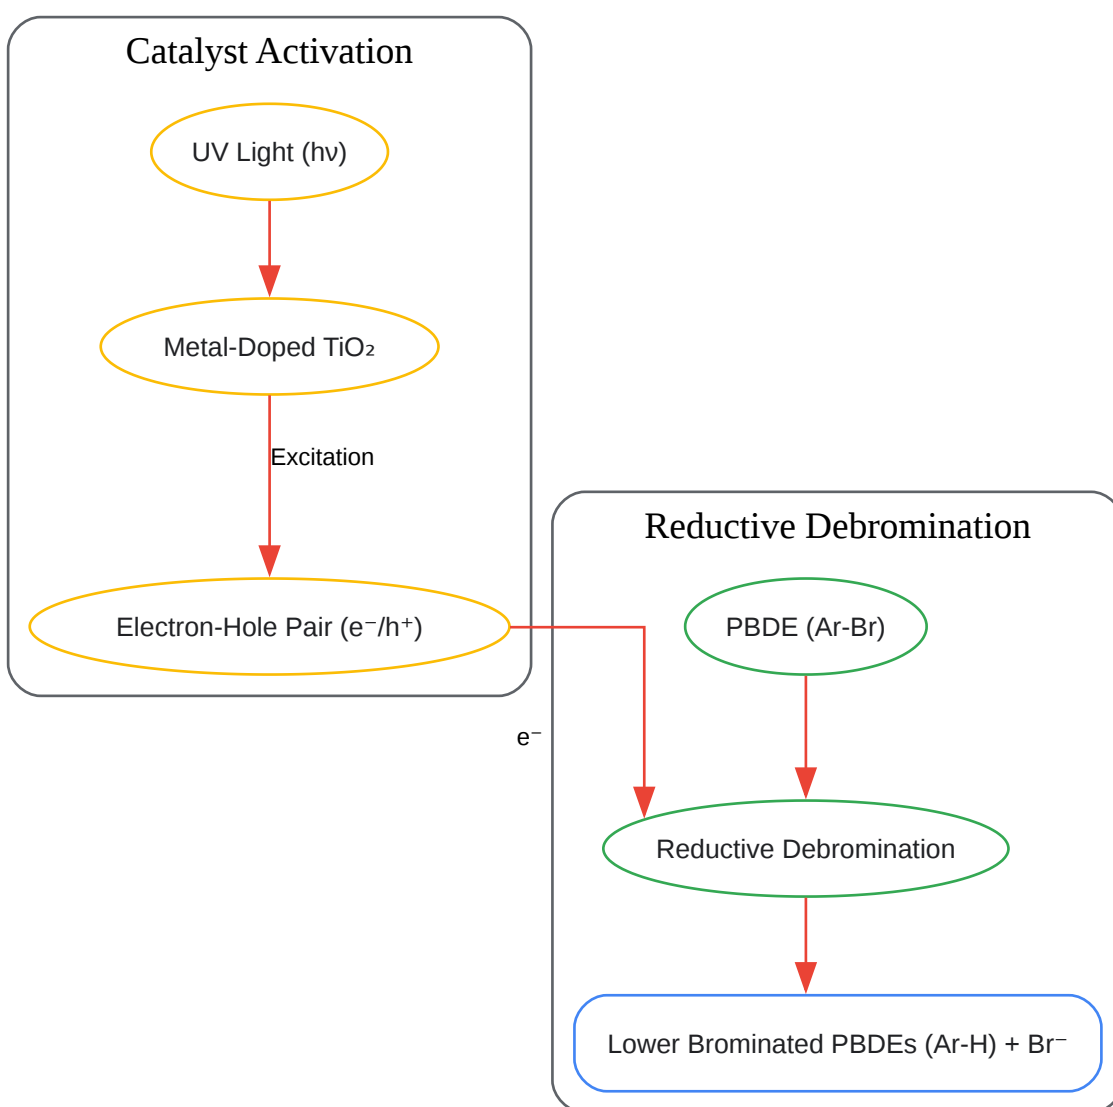 Catalyst Activation
UV Light (hν)
Metal-Doped TiO₂
Excitation
Electron-Hole Pair (e⁻/h⁺)
e⁻
Reductive Debromination
PBDE (Ar-Br)
Reductive Debromination
Lower Brominated PBDEs (Ar-H) + Br⁻